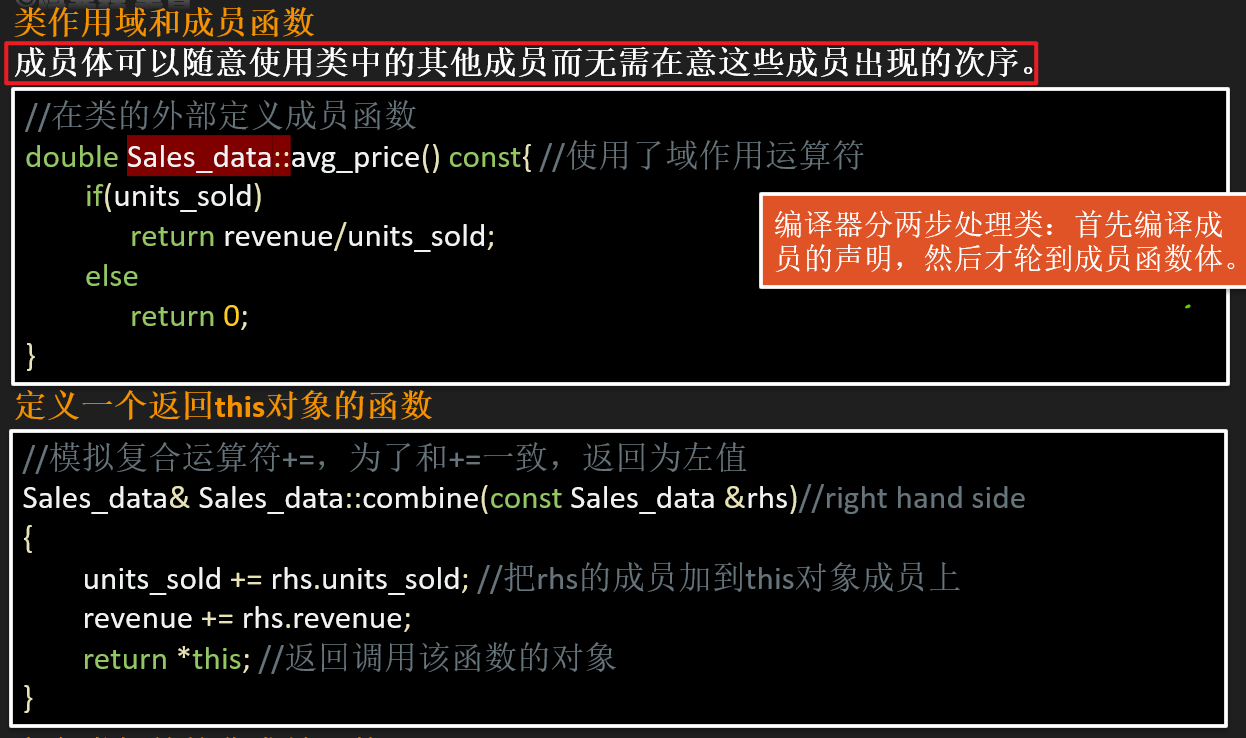 类作用域和成员函数
成员体可以随意使用类中的其他成员而无需在意这些成员出现的次序。
//在类的外部定义成员函数
double Sales_data::avg_price() const{ //使用了域作用运算符
if(units_sold)
return revenue/units_sold;
else
return 0;
}
编译器分两步处理类：首先编译成
员的声明，然后才轮到成员函数体。
定义一个返回this对象的函数
//模拟复合运算符+=，为了和+=一致，返回为左值
Sales_data& Sales_data::combine(const Sales_data &rhs)//right hand side
{
units_sold += rhs.units_sold; //把rhs的成员加到this对象成员上
revenue += rhs.revenue;
return *this; //返回调用该函数的对象
}